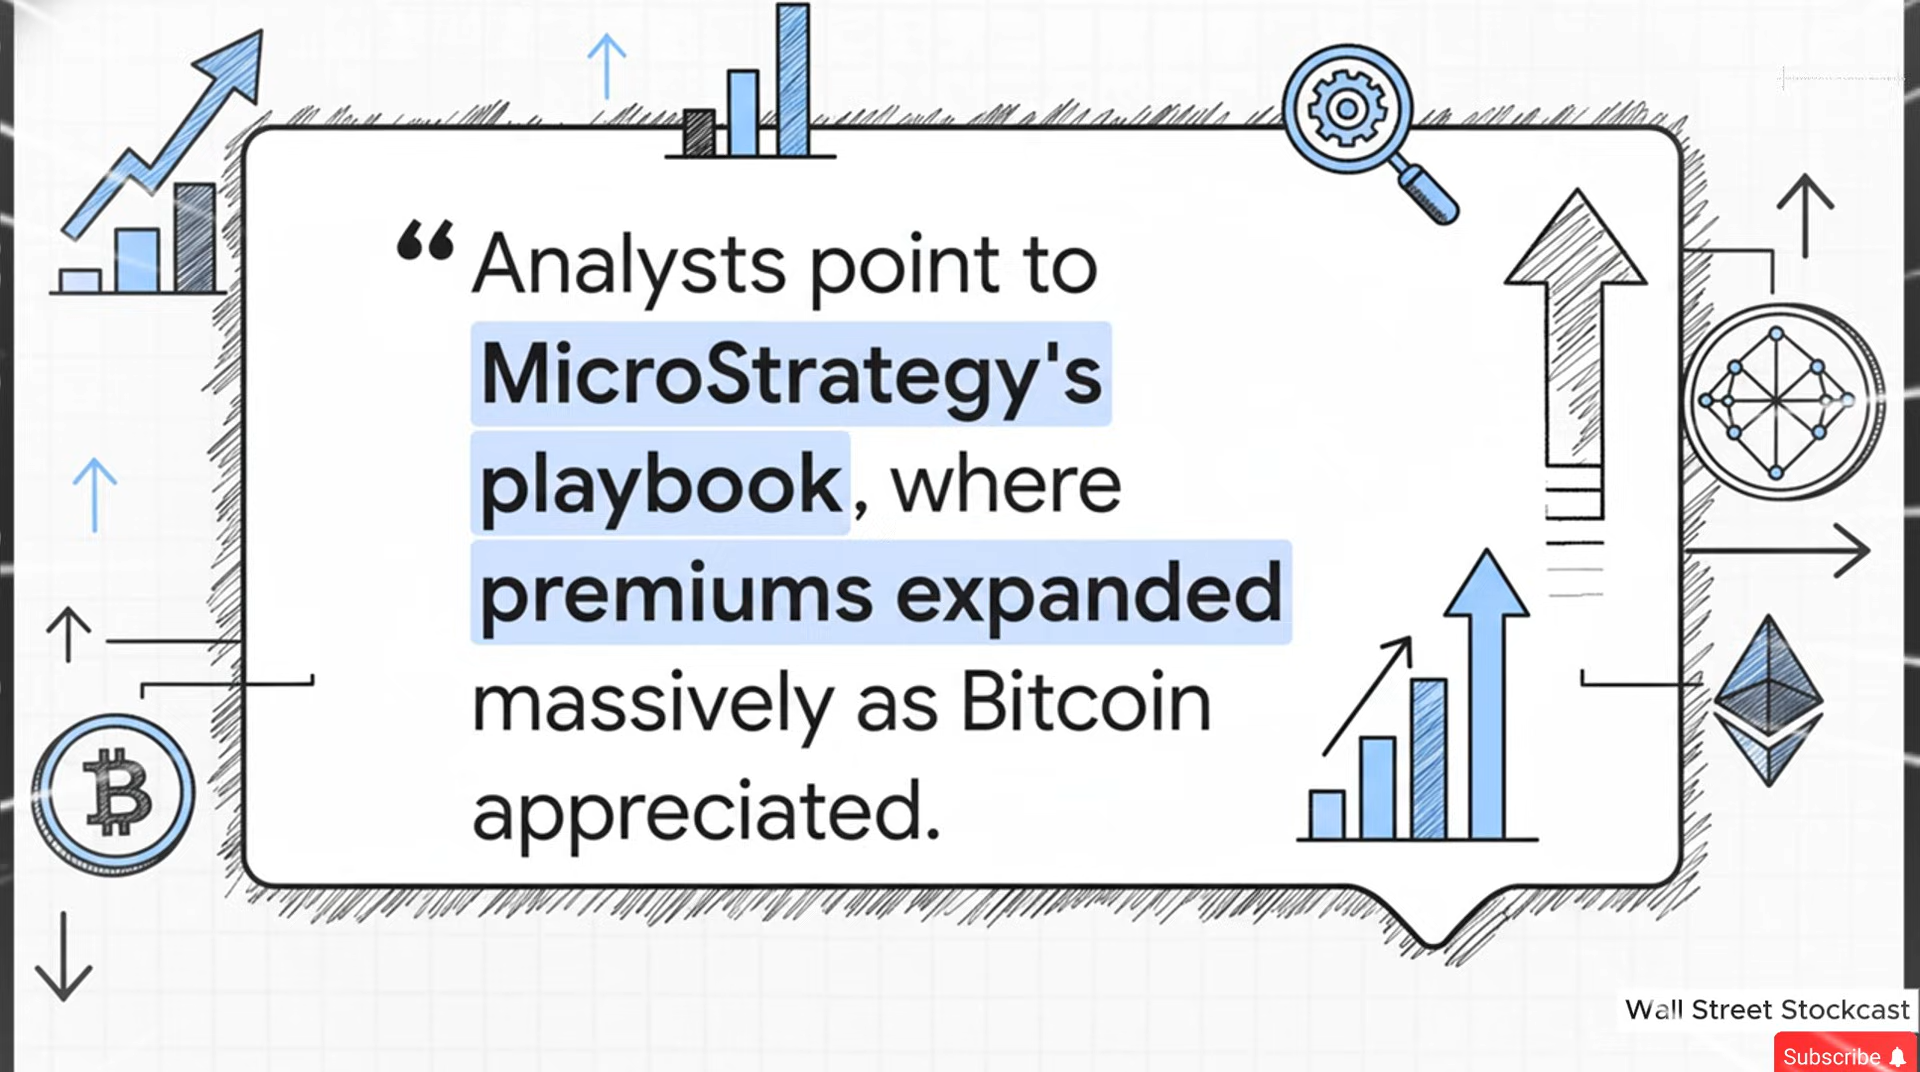 “Analysts point to
MicroStrategy's
playbook, where
premiums expanded
massively as Bitcoin
appreciated.
Wall Street Stockcast
Subscribe